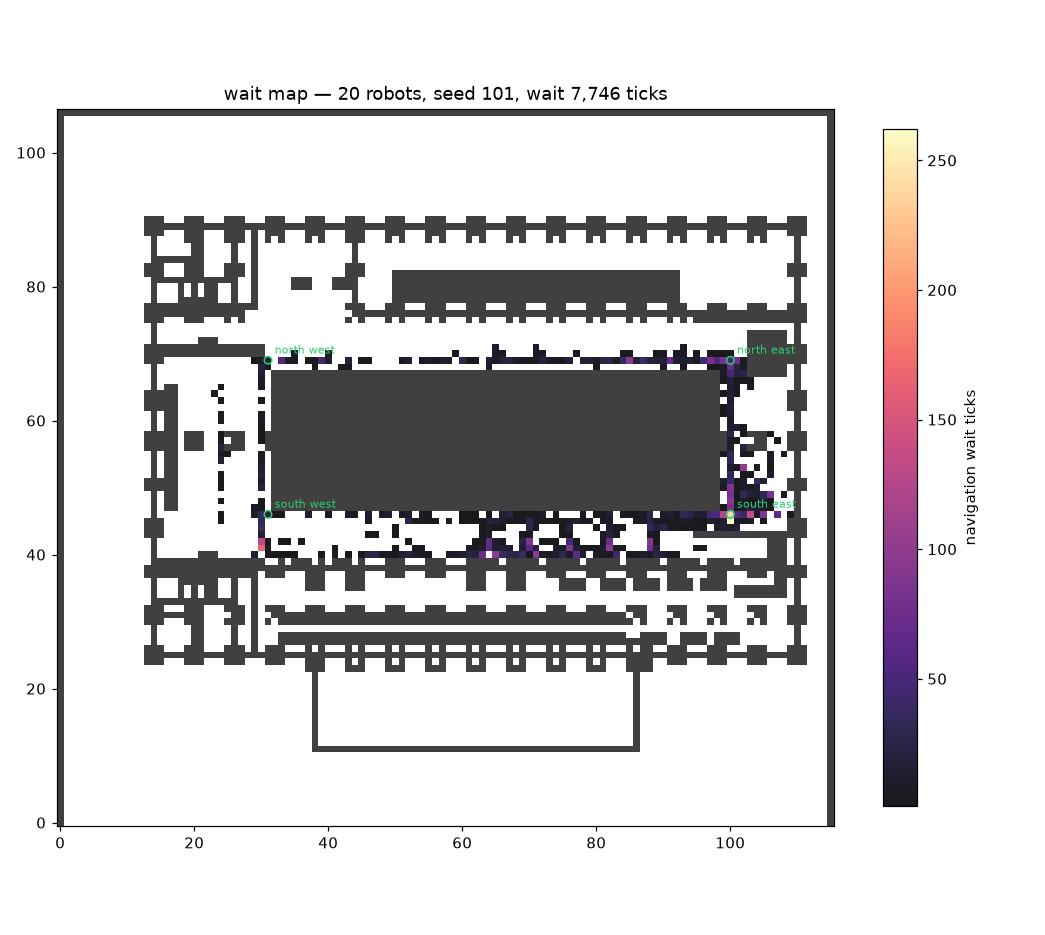 wait map — 20 robots, seed 101, wait 7,746 ticks
100
80
60
40
20
0
0 20 40 60 80 100
north west
north east
south west
south east
250
200
150
100
50
navigation wait ticks